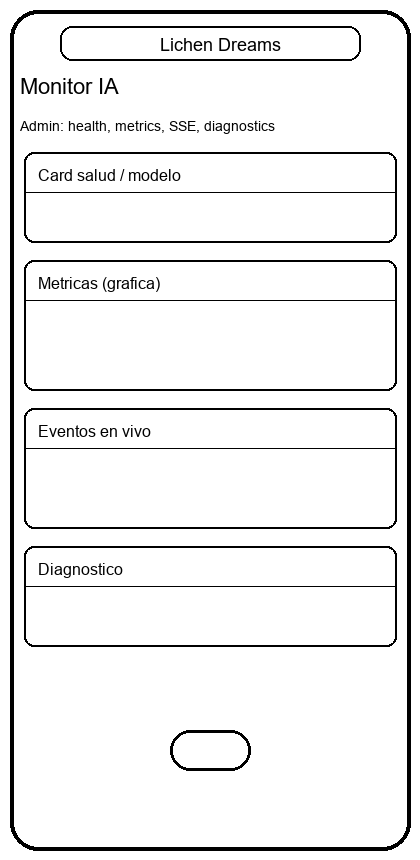 Lichen Dreams
Monitor IA
Admin: health, metrics, SSE, diagnostics
Card salud / modelo
Metricas (grafica)
Eventos en vivo
Diagnostico